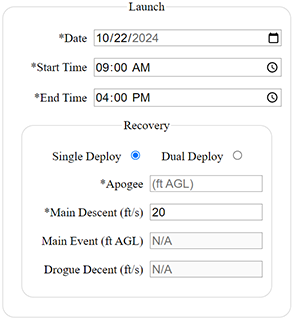 Launch
*Date 10/22/2024
*Start Time 09:00 AM
*End Time 04:00 PM
Recovery
Single Deploy Dual Deploy
*Apogee (ft AGL)
*Main Descent (ft/s) 20
Main Event (ft AGL) N/A
Drogue Decent (ft/s) N/A